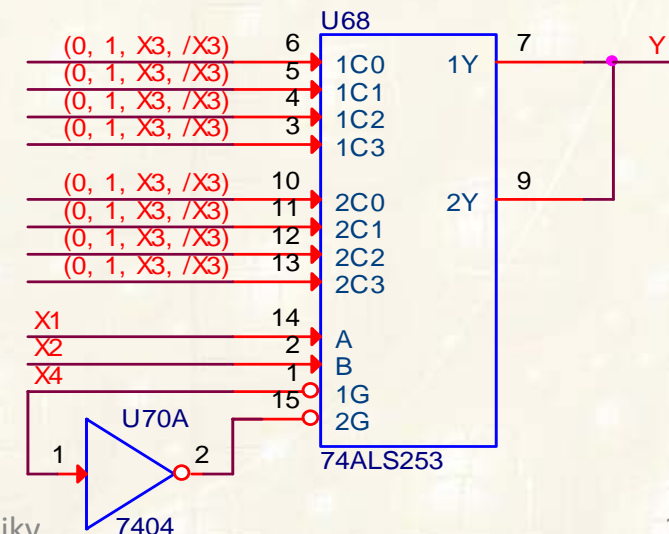 U68
(0, 1, X3, /X3) 6 1C0 1Y 7 Y
(0, 1, X3, /X3) 5 1C1
(0, 1, X3, /X3) 4 1C2
(0, 1, X3, /X3) 3 1C3
(0, 1, X3, /X3) 10 2C0 2Y 9
(0, 1, X3, /X3) 11 2C1
(0, 1, X3, /X3) 12 2C2
(0, 1, X3, /X3) 13 2C3
X1 14 A
X2 2 B
X4 1 1G
15 2G
U70A
1 2
74ALS253
7404